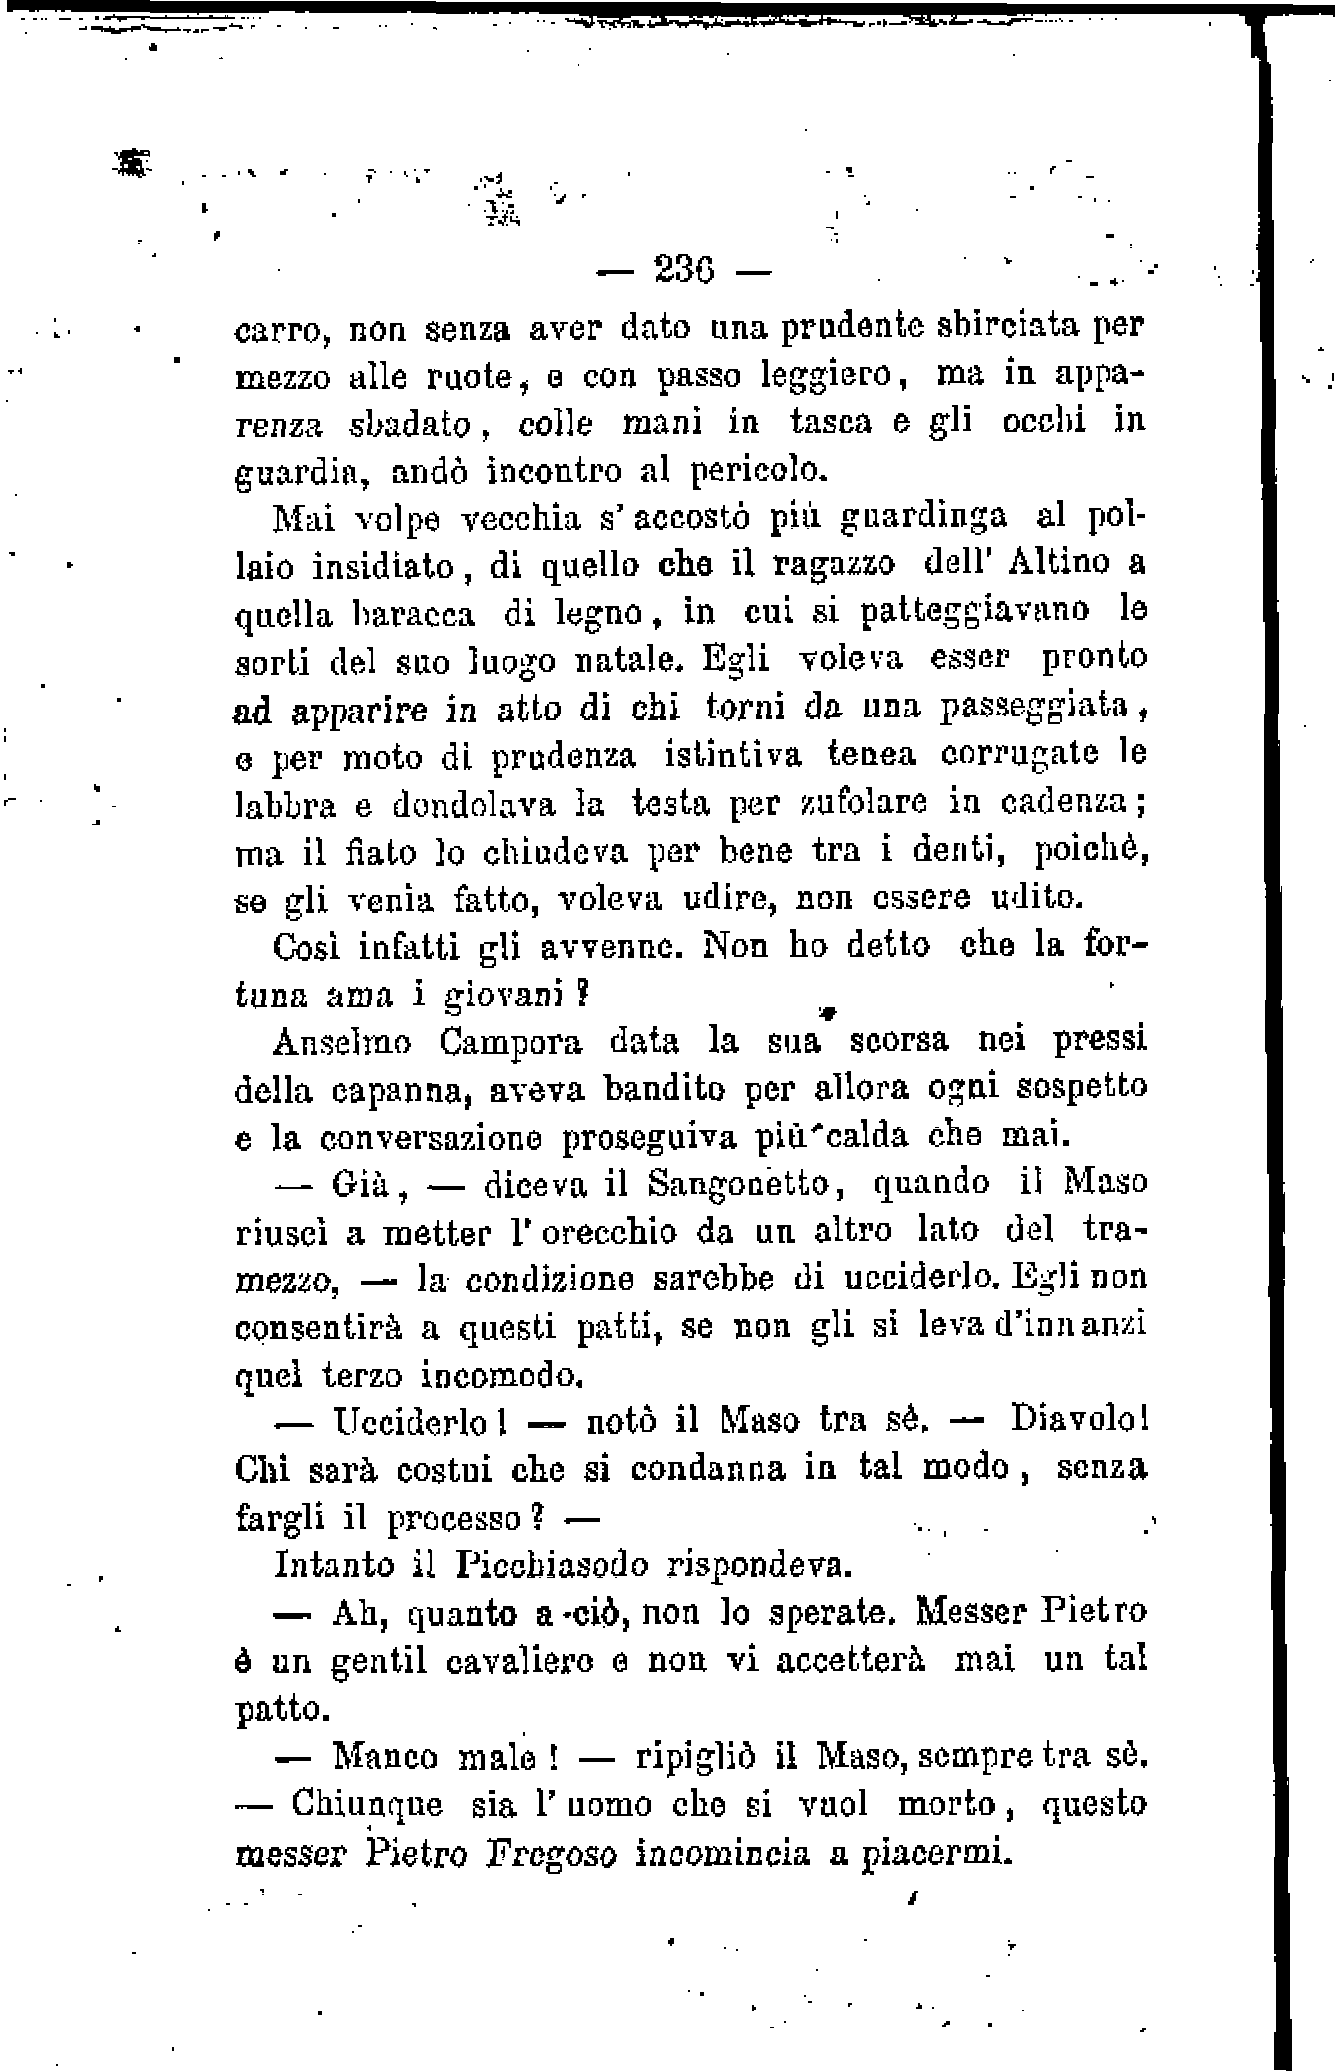 — 236 —
carro, non senza aver dato una prudente sbirciata per
mezzo alle ruote, e con passo leggiero, ma in appa-
renza sbadato, colle mani in tasca e gli occhi in
guardia, andò incontro al pericolo.
Mai volpe vecchia s'accostò più guardinga al pol-
laio insidiato, di quello che il ragazzo dell'Altino a
quella baracca di legno, in cui si patteggiavano le
sorti del suo luogo natale. Egli voleva esser pronto
ad apparire in atto di chi torni da una passeggiata,
e per moto di prudenza istintiva tenea corrugate le
labbra e dondolava la testa per zufolare in cadenza;
ma il fiato lo chiudeva per bene tra i denti, poichè,
se gli venia fatto, voleva udire, non essere udito.
Così infatti gli avvenne. Non ho detto che la for-
tuna ama i giovani?
Anselmo Campora data la sua scorsa nei pressi
della capanna, aveva bandito per allora ogni sospetto
e la conversazione proseguiva più calda che mai.
— Già, — diceva il Sangonetto, quando il Maso
riuscì a metter l'orecchio da un altro lato del tra-
mezzo, — la condizione sarebbe di ucciderlo. Egli non
consentirà a questi patti, se non gli si leva d'innanzi
quel terzo incomodo.
— Ucciderlo! — notò il Maso tra sè. — Diavolo!
Chi sarà costui che si condanna in tal modo, senza
fargli il processo? —
Intanto il Picchiasodo rispondeva.
— Ah, quanto a ciò, non lo sperate. Messer Pietro
è un gentil cavaliero e non vi accetterà mai un tal
patto.
— Manco male! — ripigliò il Maso, sempre tra sè.
— Chiunque sia l'uomo che si vuol morto, questo
messer Pietro Fregoso incomincia a piacermi.